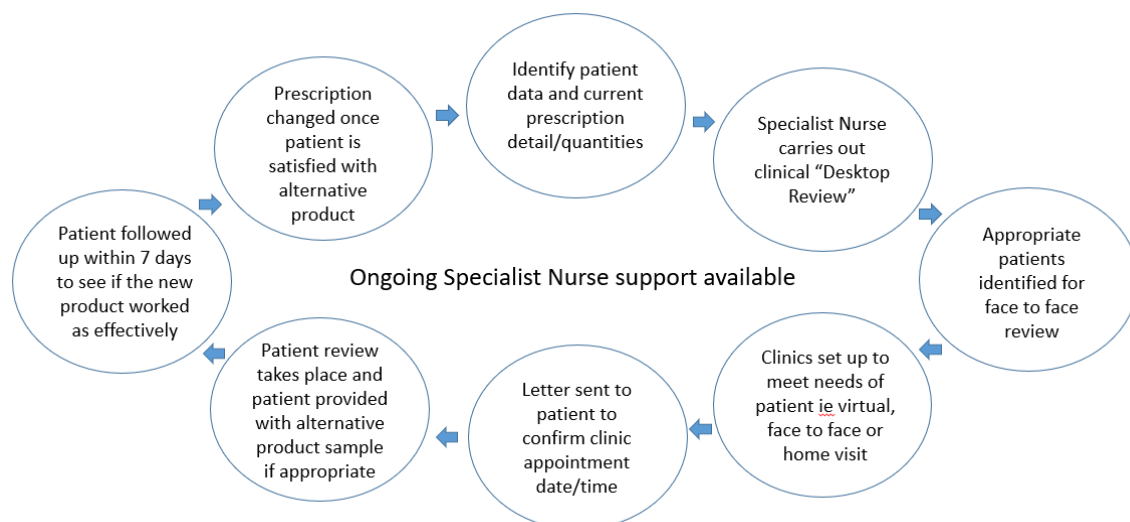 Identify patient
data and current
prescription
detail/quantities
Specialist Nurse
carries out
clinical “Desktop
Review”
Appropriate
patients
identified for
face to face
review
Clinics set up to
meet needs of
patient ie virtual,
face to face or
home visit
Letter sent to
patient to
confirm clinic
appointment
date/time
Patient review
takes place and
patient provided
with alternative
product sample
if appropriate
Patient followed
up within 7 days
to see if the new
product worked
as effectively
Prescription
changed once
patient is
satisfied with
alternative
product
Ongoing Specialist Nurse support available